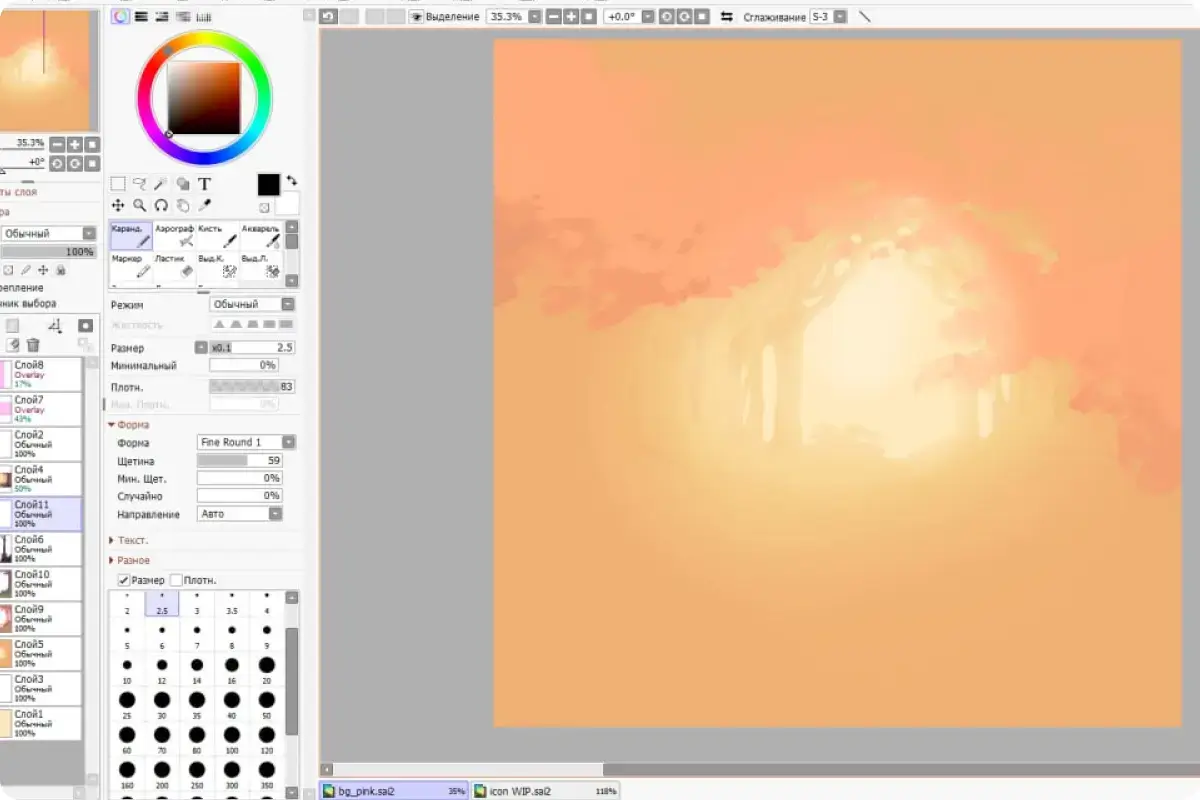 Выделение 35.3% +0.0° Сглаживание S-3
35.3%
+0°
ты слоя
ра
Обычный
100%
репление
ник выбора
Слой8
Overlay
17%
Слой7
Overlay
43%
Слой2
Обычный
100%
Слой4
Обычный
50%
Слой11
Обычный
100%
Слой6
Обычный
100%
Слой10
Обычный
100%
Слой9
Обычный
100%
Слой5
Обычный
100%
Слой3
Обычный
100%
Слой1
Обычный
100%
T
Каранд. Аэрограф Кисть Акварель
Маркер Ластик Выд.К. Выд.Л.
Режим Обычный
Жесткость
Размер x0.1 2.5
Минимальный 0%
Плотн. 83
Мин. Плотн. 0%
Форма
Форма Fine Round 1
Щетина 59
Мин. Щет. 0%
Случайно 0%
Направление Авто
Текст.
Разное
Размер Плотн.
2 2.5 3 3.5 4
5 6 7 8 9
10 12 14 16 20
25 30 35 40 50
60 70 80 100 120
160 200 250 300 350
bg_pink.sai2 35% icon WIP.sai2 118%